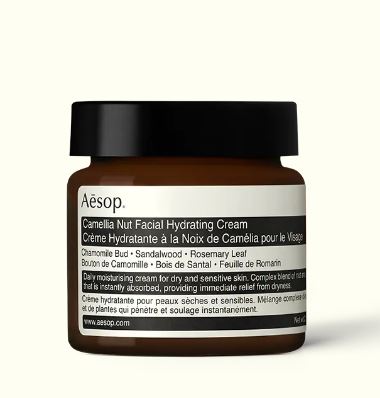 Aēsop.
Camellia Nut Facial Hydrating Cream
Crème Hydratante à la Noix de Camélia pour le Visage
Chamomile Bud • Sandalwood • Rosemary Leaf
Bouton de Camomille • Bois de Santal • Feuille de Romarin
Daily moisturising cream for dry and sensitive skin. Complex blend of
that is instantly absorbed, providing immediate relief from dryness.
Crème hydratante pour peaux sèches et sensibles. Mélange
et de plantes qui pénètre et soulage instantanément.
www.aesop.com